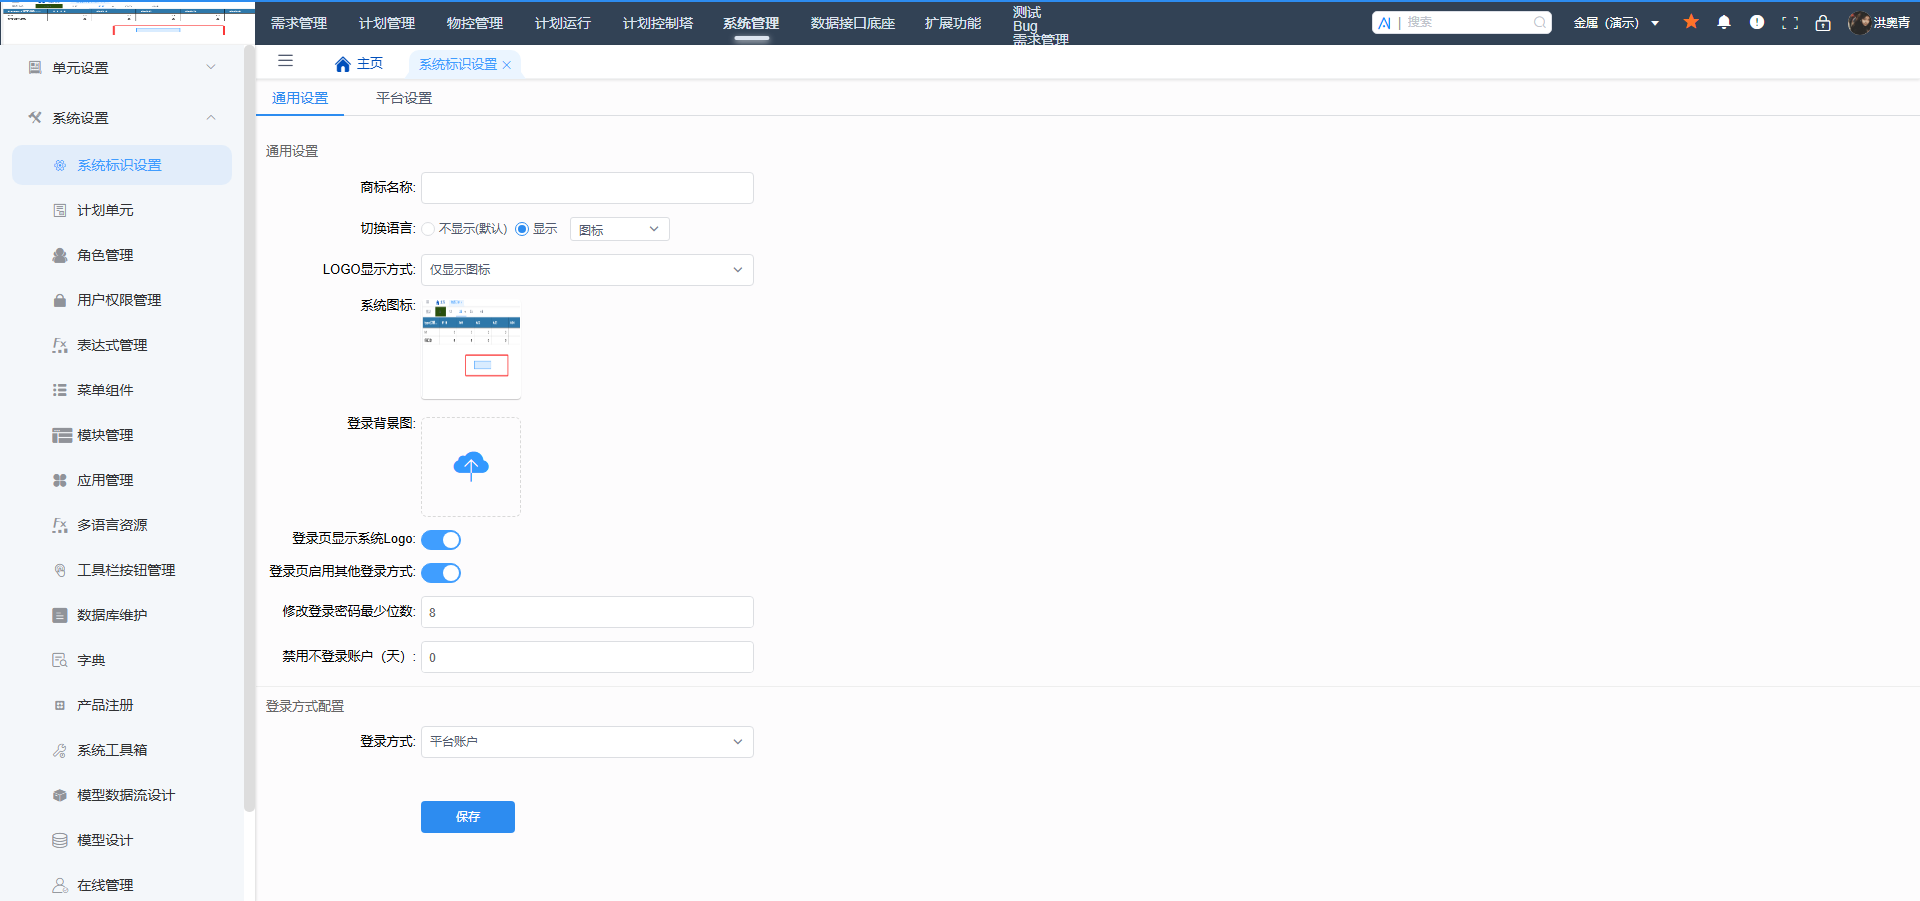 需求管理 计划管理 物控管理 计划运行 计划控制塔 系统管理 数据接口底座 扩展功能 测试
Bug
需求管理
搜索 金属（演示） 洪奥青
主页 系统标识设置
通用设置 平台设置
单元设置
系统设置
系统标识设置
计划单元
角色管理
用户权限管理
表达式管理
菜单组件
模块管理
应用管理
多语言资源
工具栏按钮管理
数据库维护
字典
产品注册
系统工具箱
模型数据流设计
模型设计
在线管理
通用设置
商标名称:
切换语言: 不显示(默认) 显示 图标
LOGO显示方式: 仅显示图标
系统图标:
登录背景图:
登录页显示系统Logo:
登录页启用其他登录方式:
修改登录密码最少位数: 8
禁用不登录账户（天）: 0
登录方式配置
登录方式: 平台账户
保存